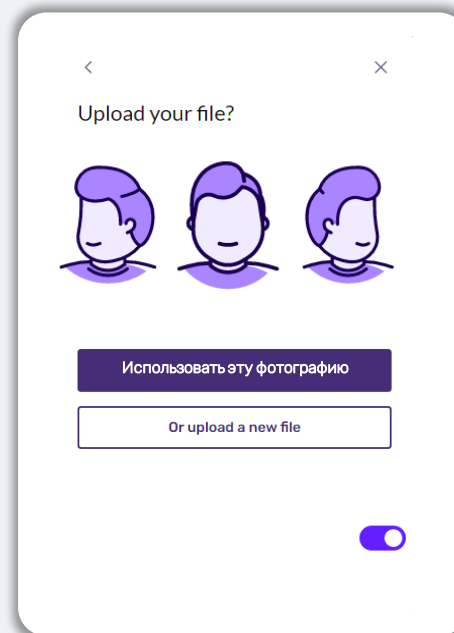 Upload your file?
Использовать эту фотографию
Or upload a new file